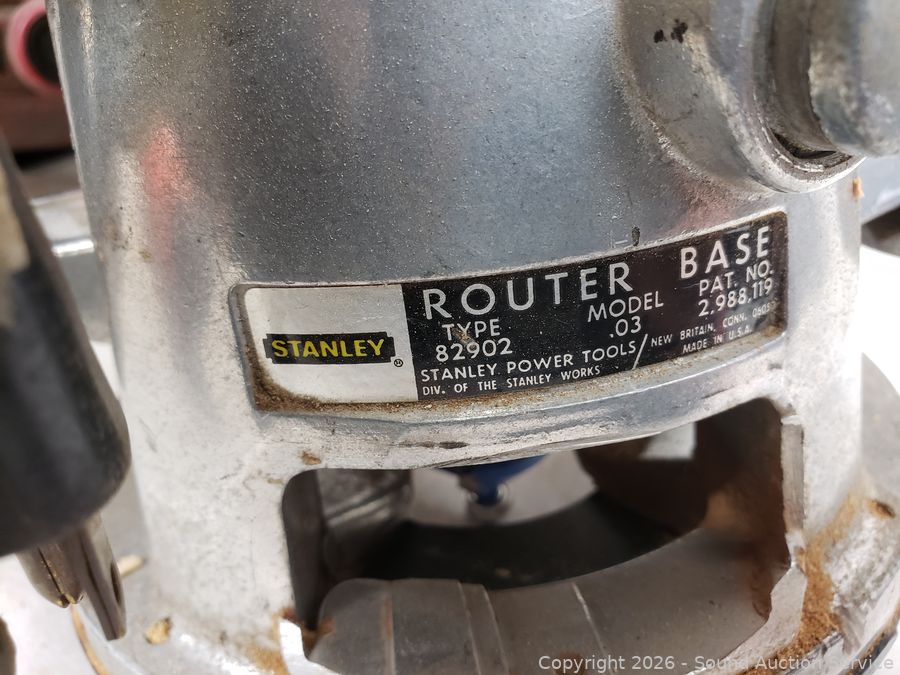 STANLEY®
ROUTER BASE
TYPE MODEL PAT. NO.
82902 .03 2,988,119
STANLEY POWER TOOLS / NEW BRITAIN, CONN.
DIV. OF THE STANLEY WORKS MADE IN U.S.A.
Copyright 2026 - Sound Auction Service